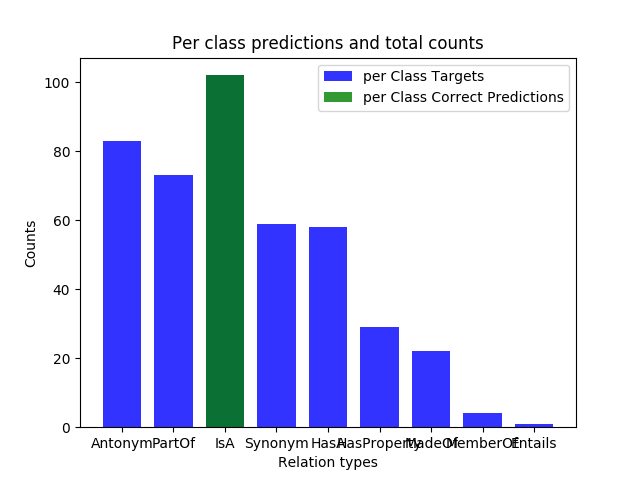 Per class predictions and total counts
per Class Targets
per Class Correct Predictions
100
80
60
40
20
0
Counts
Antonym PartOf IsA Synonym HasA HasProperty MadeOf MemberOf Entails
Relation types